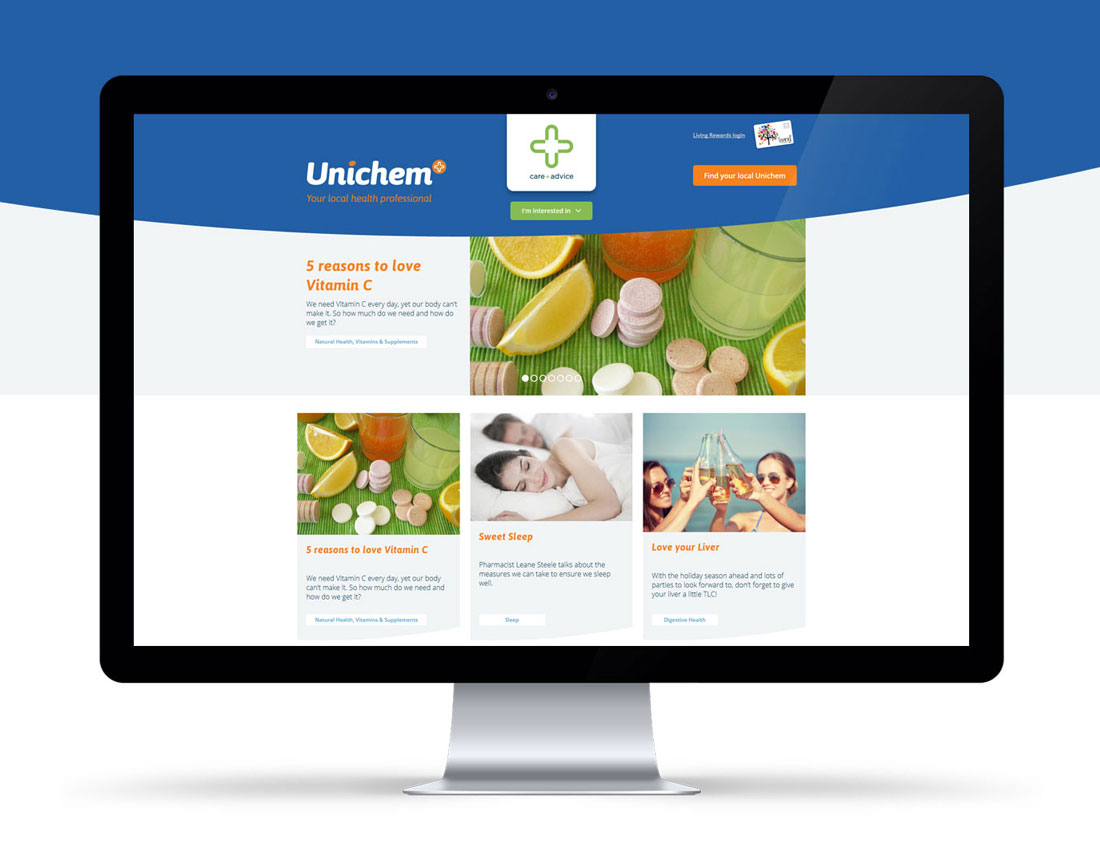 Living Rewards login
living
Unichem
Your local health professional
care+advice
Find your local Unichem
I'm interested in
5 reasons to love
Vitamin C
We need Vitamin C every day, yet our body can't
make it. So how much do we need and how do
we get it?
Natural Health, Vitamins & Supplements
5 reasons to love Vitamin C
We need Vitamin C every day, yet our body
can't make it. So how much do we need and
how do we get it?
Natural Health, Vitamins & Supplements
Sweet Sleep
Pharmacist Leane Steele talks about the
measures we can take to ensure we sleep
well.
Sleep
Love your Liver
With the holiday season ahead and lots of
parties to look forward to, don't forget to give
your liver a little TLC!
Digestive Health